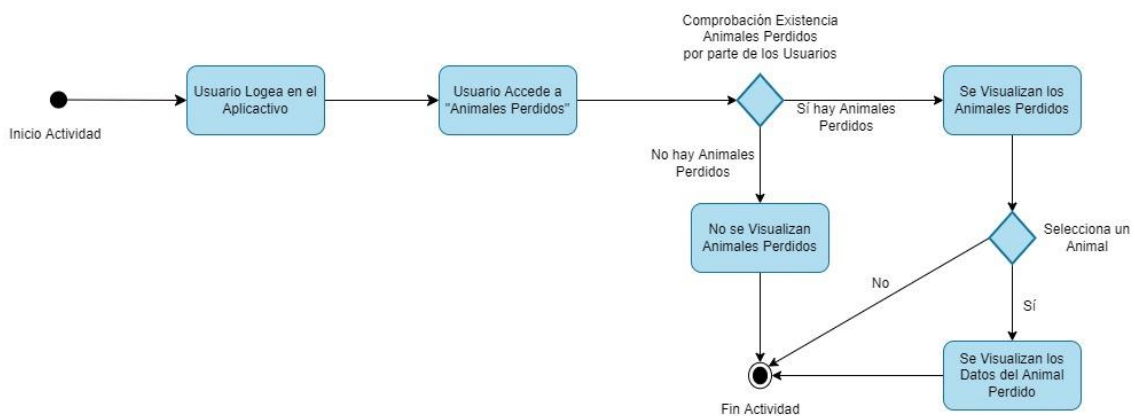 Comprobación Existencia
Animales Perdidos
por parte de los Usuarios
Inicio Actividad
Usuario Logea en el
Aplicactivo
Usuario Accede a
"Animales Perdidos"
Sí hay Animales
Perdidos
Se Visualizan los
Animales Perdidos
No hay Animales
Perdidos
No se Visualizan
Animales Perdidos
Selecciona un
Animal
No
Sí
Se Visualizan los
Datos del Animal
Perdido
Fin Actividad